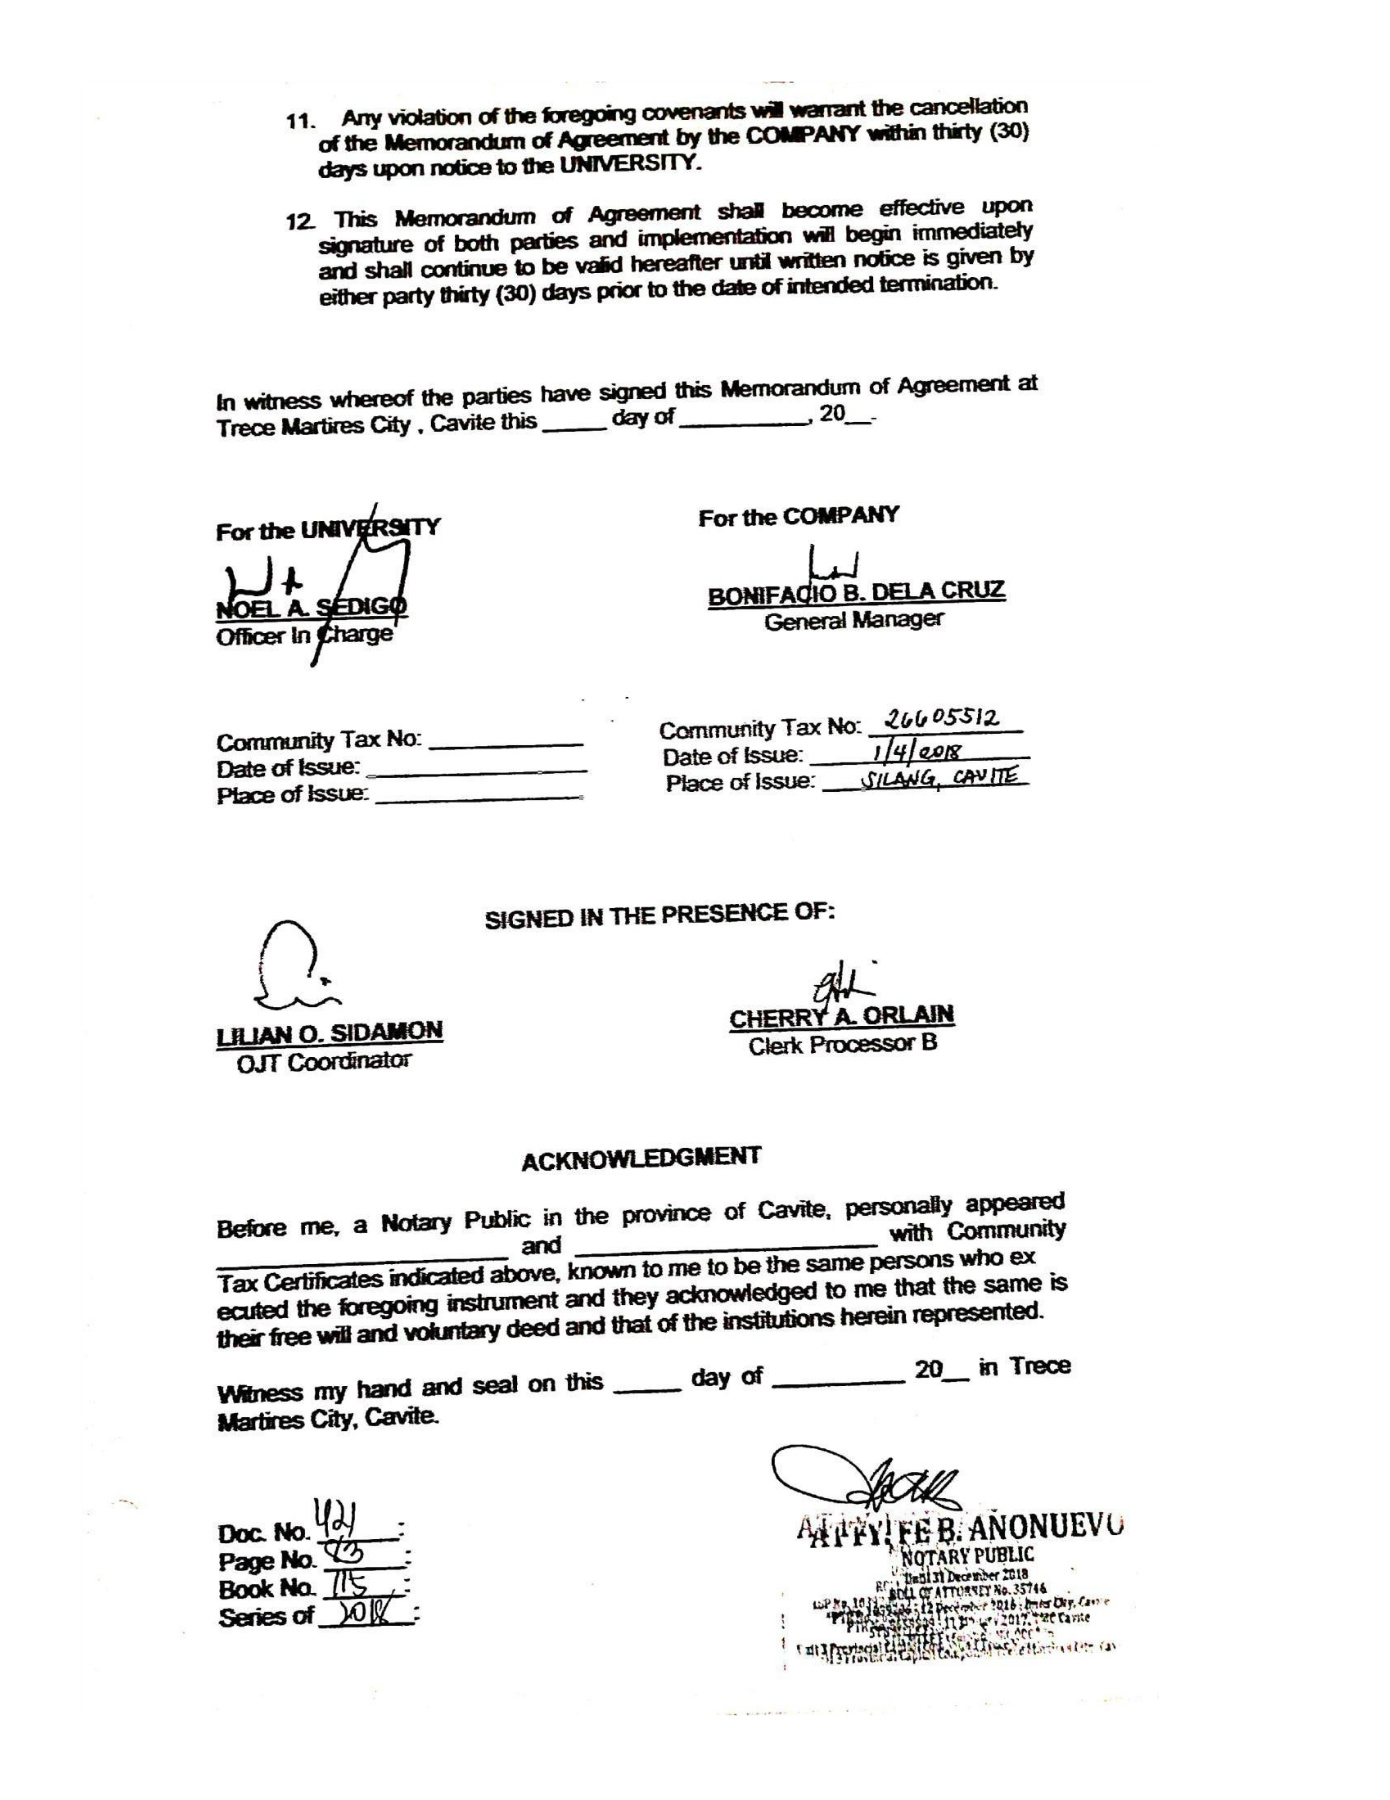 11. Any violation of the foregoing covenants will warrant the cancellation
of the Memorandum of Agreement by the COMPANY within thirty (30)
days upon notice to the UNIVERSITY.
12. This Memorandum of Agreement shall become effective upon
signature of both parties and implementation will begin immediately
and shall continue to be valid hereafter until written notice is given by
either party thirty (30) days prior to the date of intended termination.
In witness whereof the parties have signed this Memorandum of Agreement at
Trece Martires City , Cavite this _____ day of __________, 20__.
For the UNIVERSITY
For the COMPANY
NOEL A. SEDIGO
Officer In Charge
BONIFACIO B. DELA CRUZ
General Manager
Community Tax No: ____________
Date of Issue: _________________
Place of Issue: ________________
Community Tax No: 26605512
Date of Issue: 1/4/2018
Place of Issue: SILANG, CAVITE
SIGNED IN THE PRESENCE OF:
LILIAN O. SIDAMON
OJT Coordinator
CHERRY A. ORLAIN
Clerk Processor B
ACKNOWLEDGMENT
Before me, a Notary Public in the province of Cavite, personally appeared
______________________ and ______________________ with Community
Tax Certificates indicated above, known to me to be the same persons who ex
ecuted the foregoing instrument and they acknowledged to me that the same is
their free will and voluntary deed and that of the institutions herein represented.
Witness my hand and seal on this _____ day of __________ 20__ in Trece
Martires City, Cavite.
Doc. No. 421 :
Page No. :
Book No. 115 :
Series of 2018 :
ATTY. FE B. AÑONUEVO
NOTARY PUBLIC
Until 31 December 2018
ROLL OF ATTORNEY No. 35746